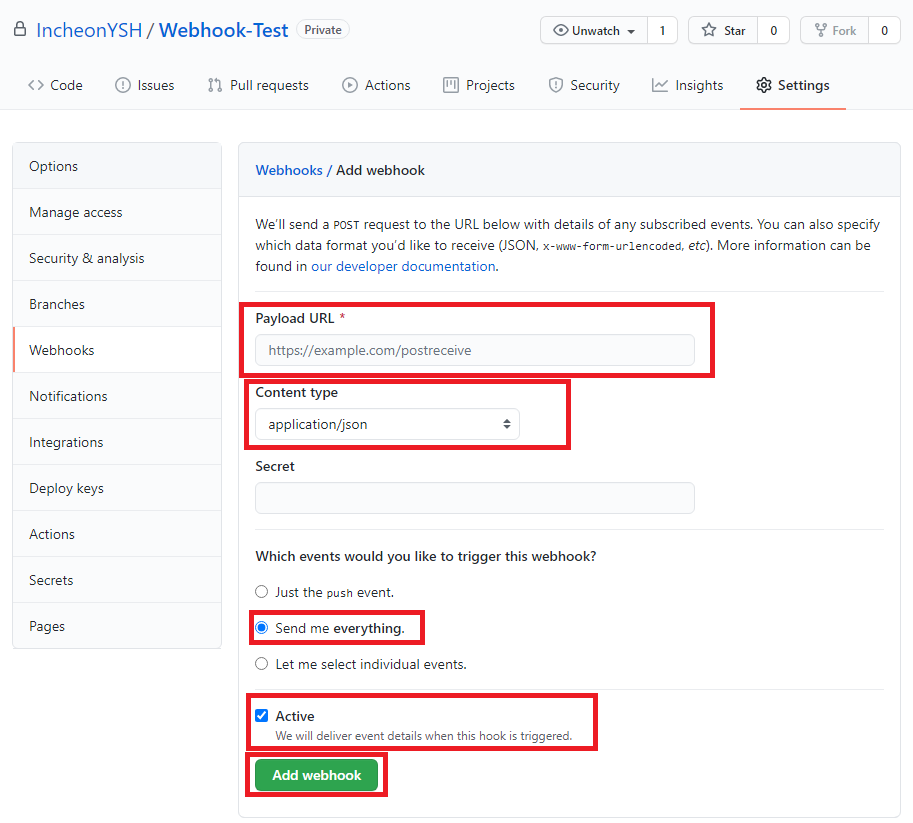 IncheonYSH / Webhook-Test Private
Unwatch 1 Star 0 Fork 0
Code Issues Pull requests Actions Projects Security Insights Settings
Options
Manage access
Security & analysis
Branches
Webhooks
Notifications
Integrations
Deploy keys
Actions
Secrets
Pages
Webhooks / Add webhook
We’ll send a POST request to the URL below with details of any subscribed events. You can also specify
which data format you’d like to receive (JSON, x-www-form-urlencoded, etc). More information can be
found in our developer documentation.
Payload URL *
https://example.com/postreceive
Content type
application/json
Secret
Which events would you like to trigger this webhook?
Just the push event.
Send me everything.
Let me select individual events.
Active
We will deliver event details when this hook is triggered.
Add webhook